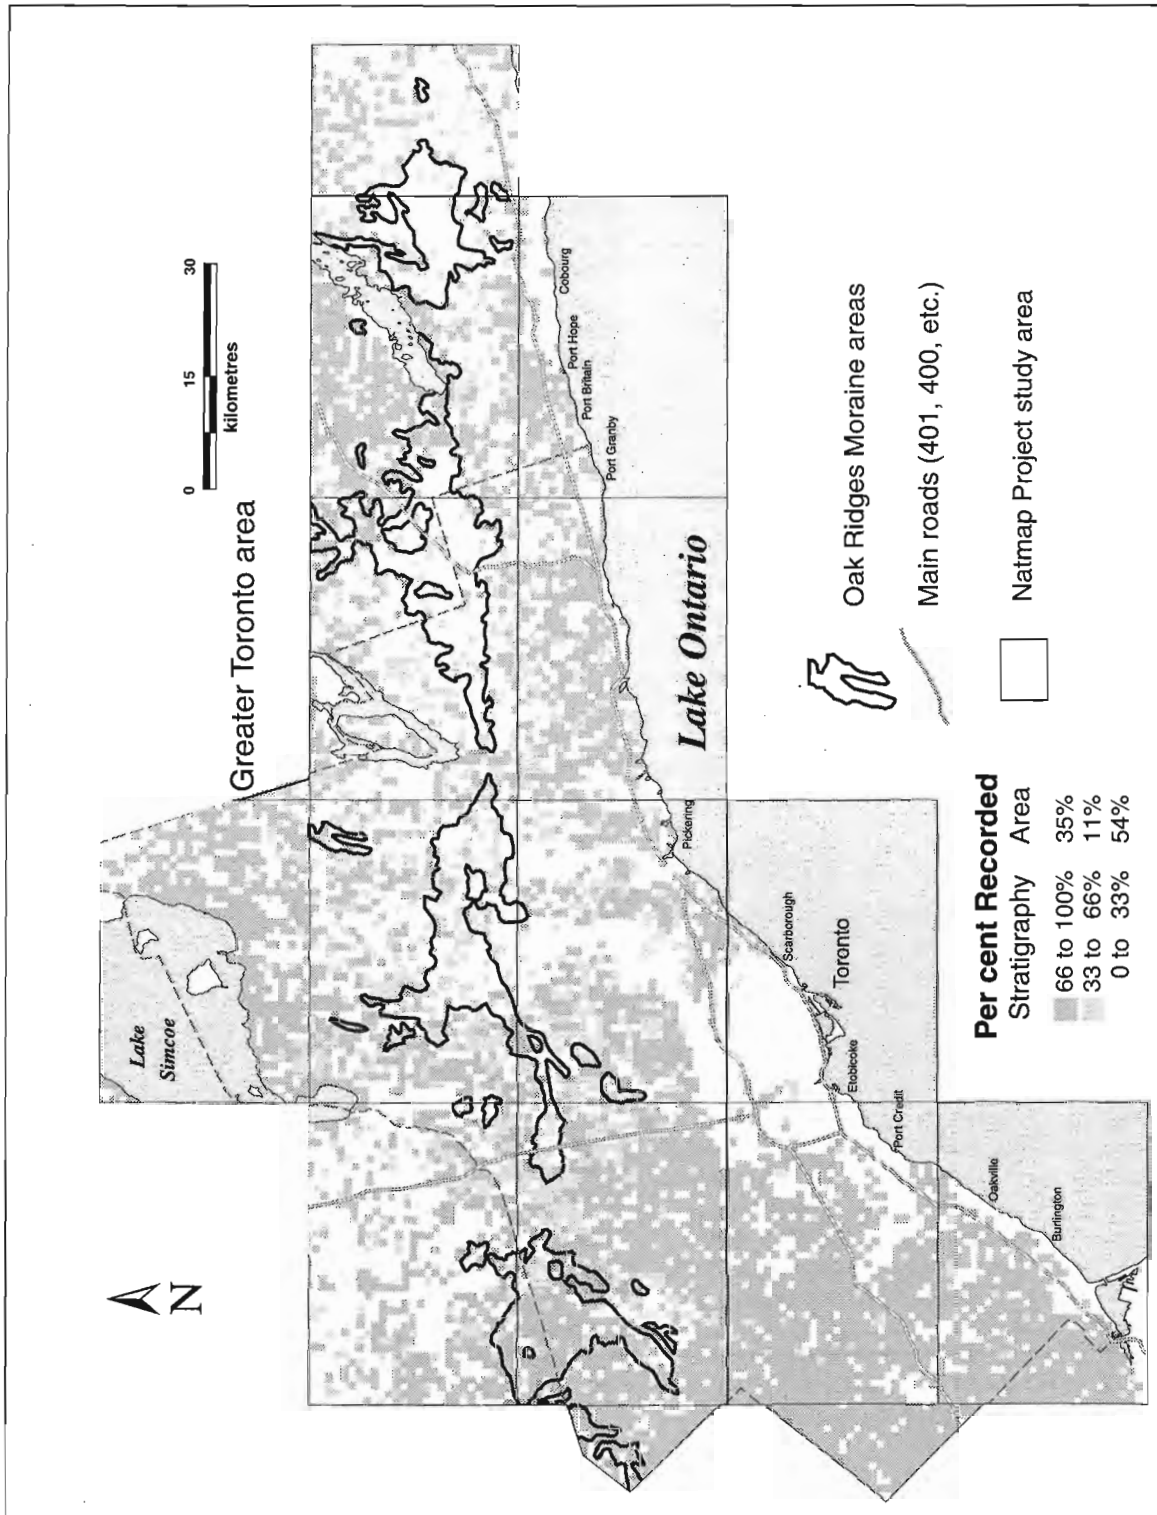 N
Greater Toronto area
0 15 30
kilometres
Lake
Simcoe
Lake Ontario
Cobourg
Port Hope
Port Britain
Port Granby
Pickering
Scarborough
Toronto
Etobicoke
Port Credit
Oakville
Burlington
Per cent Recorded
Stratigraphy Area
66 to 100% 35%
33 to 66% 11%
0 to 33% 54%
Oak Ridges Moraine areas
Main roads (401, 400, etc.)
Natmap Project study area